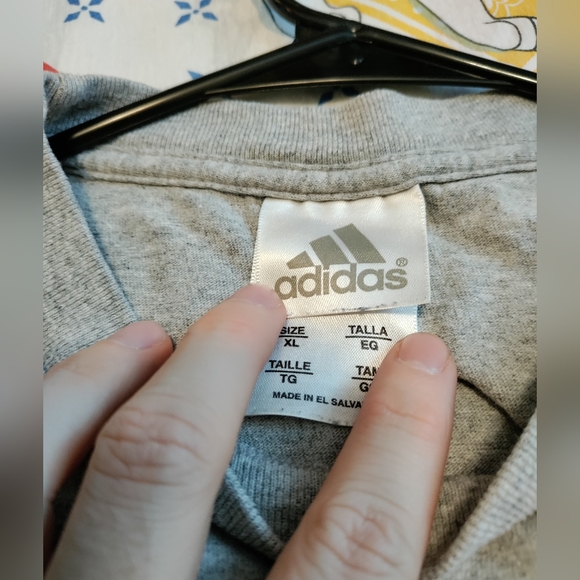 adidas®
SIZE TALLA
XL EG
TAILLE
TG
MADE IN EL